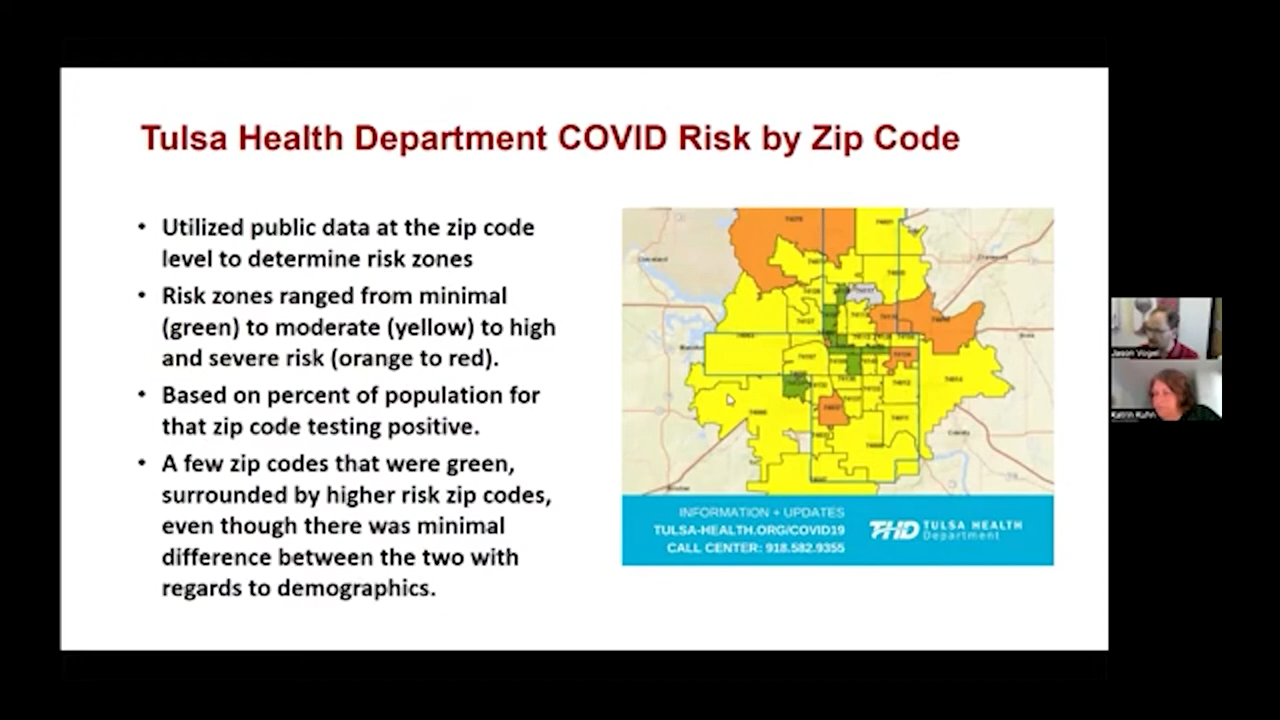 Tulsa Health Department COVID Risk by Zip Code
• Utilized public data at the zip code
level to determine risk zones
• Risk zones ranged from minimal
(green) to moderate (yellow) to high
and severe risk (orange to red).
• Based on percent of population for
that zip code testing positive.
• A few zip codes that were green,
surrounded by higher risk zip codes,
even though there was minimal
difference between the two with
regards to demographics.
INFORMATION + UPDATES
TULSA-HEALTH.ORG/COVID19
CALL CENTER: 918.582.9355
THD TULSA HEALTH
Department
Jason Vogel
Katrin Kuhn